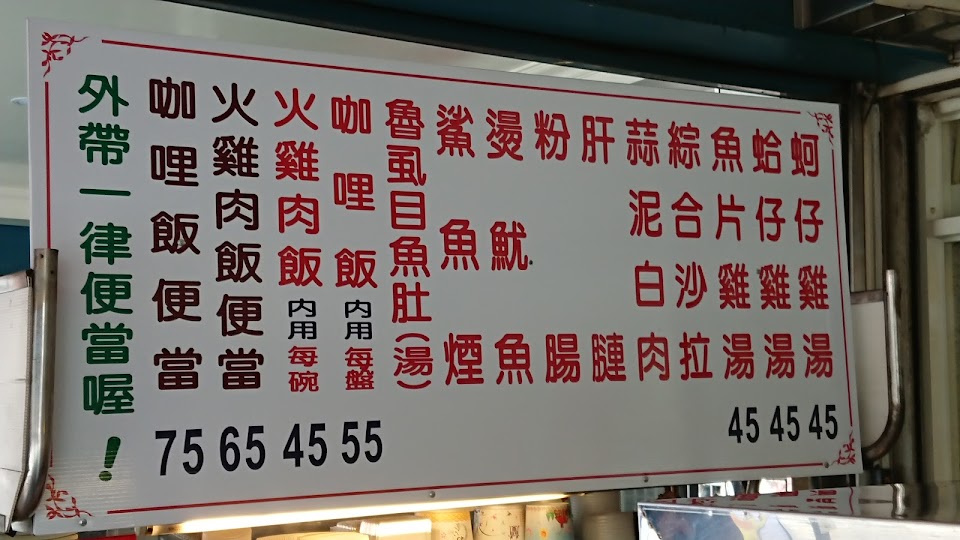 蚵仔雞湯 45
蛤仔雞湯 45
魚片雞湯 45
綜合沙拉
蒜泥白肉
肝
粉腸
燙魷魚
鯊魚煙
魯虱目魚肚(湯)
咖哩飯 內用每盤 55
火雞肉飯 內用每碗 45
火雞肉飯便當 65
咖哩飯便當 75
外帶一律便當喔！